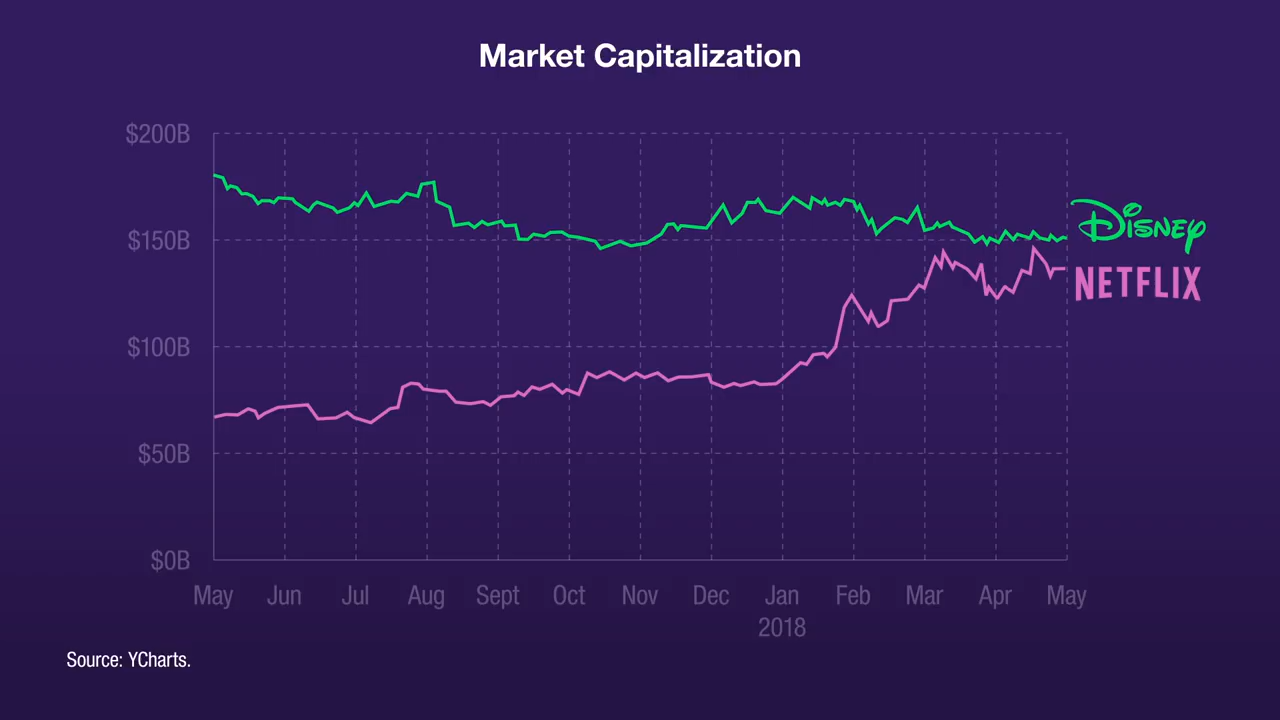 Market Capitalization
$200B
$150B
$100B
$50B
$0B
May Jun Jul Aug Sept Oct Nov Dec Jan Feb Mar Apr May
2018
Disney
NETFLIX
Source: YCharts.